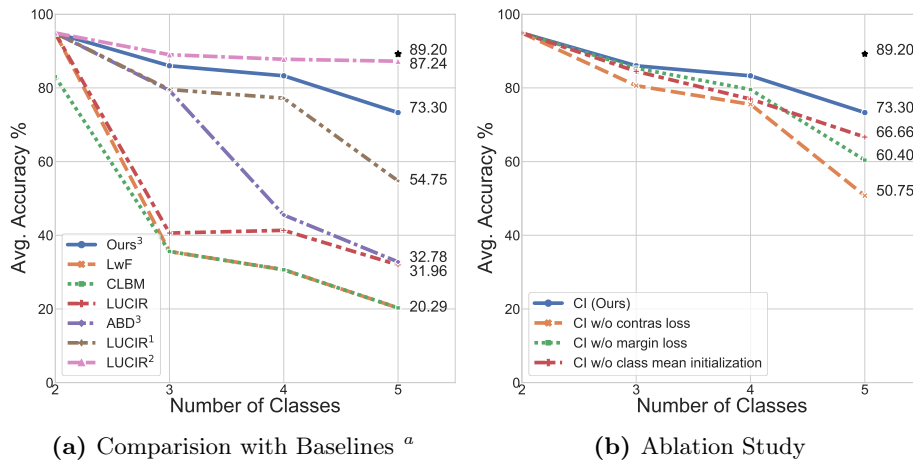 100
80
60
40
20
0
Avg. Accuracy %
89.20
87.24
73.30
54.75
32.78
31.96
20.29
Ours³
LwF
CLBM
LUCIR
ABD³
LUCIR¹
LUCIR²
2 3 4 5
Number of Classes
(a) Comparision with Baselines ᵃ
100
80
60
40
20
0
Avg. Accuracy %
89.20
73.30
66.66
60.40
50.75
CI (Ours)
CI w/o contras loss
CI w/o margin loss
CI w/o class mean initialization
2 3 4 5
Number of Classes
(b) Ablation Study